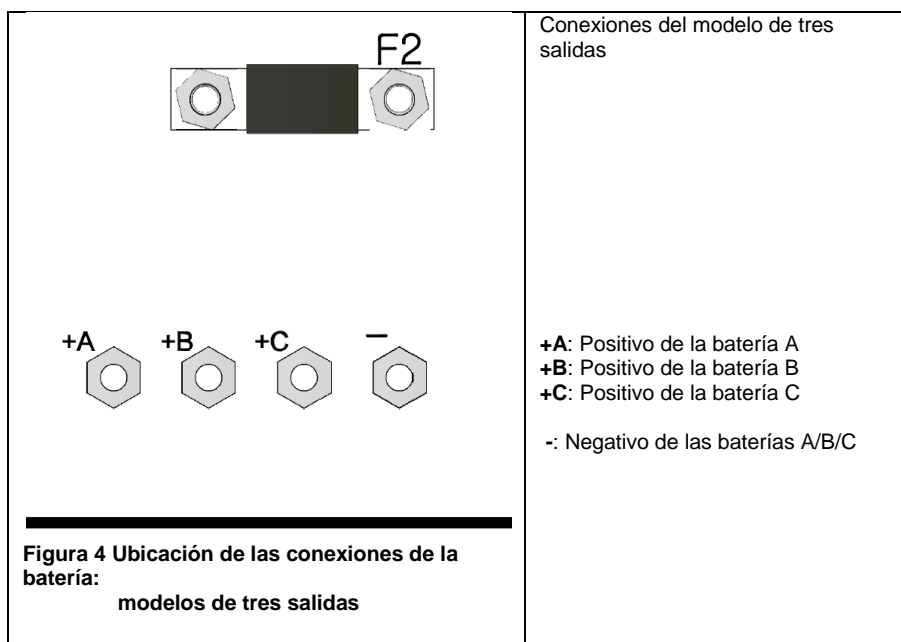 F2
+A
+B
+C
–
Figura 4 Ubicación de las conexiones de la
batería:
modelos de tres salidas
Conexiones del modelo de tres
salidas
+A: Positivo de la batería A
+B: Positivo de la batería B
+C: Positivo de la batería C
-: Negativo de las baterías A/B/C